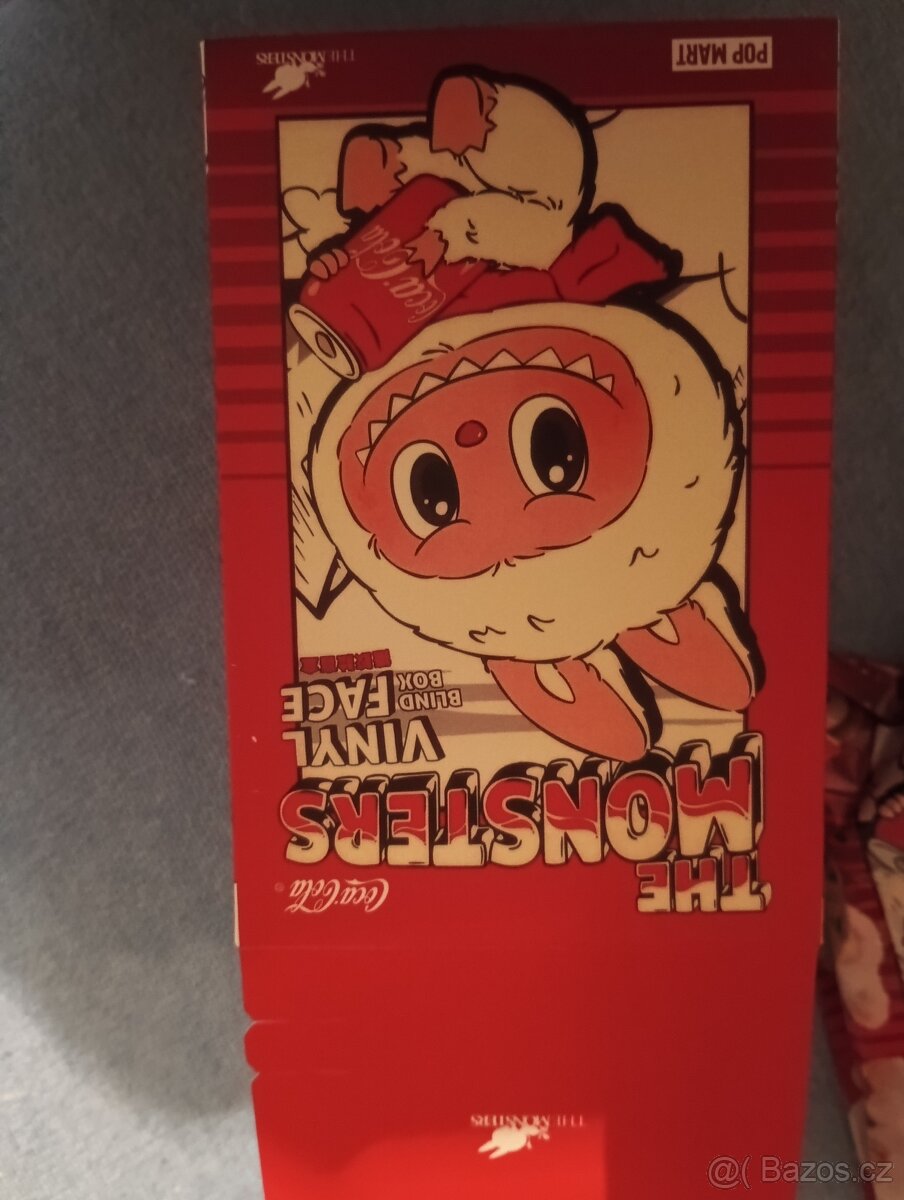 THE MONSTERS
THE
Coca-Cola
MONSTERS
VINYL
FACE
BLIND
BOX
Coca-Cola
POP MART
THE MONSTERS
@( Bazos.cz